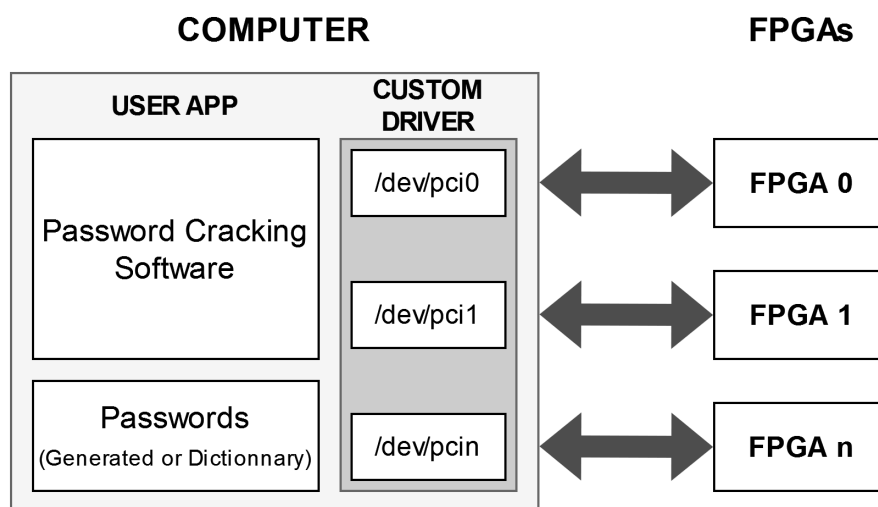 COMPUTER
FPGAs
USER APP
CUSTOM
DRIVER
Password Cracking
Software
Passwords
(Generated or Dictionnary)
/dev/pci0
/dev/pci1
/dev/pcin
FPGA 0
FPGA 1
FPGA n